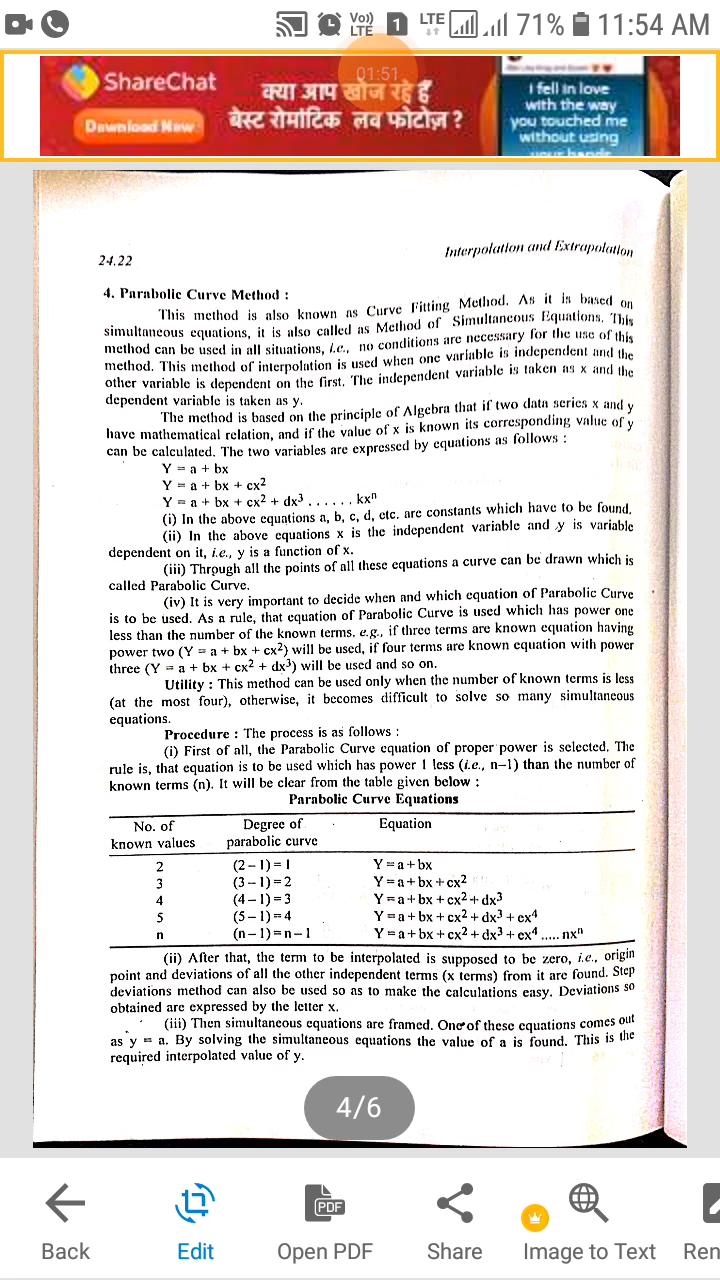 Vo))
LTE
1
LTE
71%
11:54 AM
01:51
ShareChat
Download Now
क्या आप खोज रहे हैं
बेस्ट रोमांटिक लव फोटोज़ ?
I fell in love
with the way
you touched me
without using
your hands
24.22
Interpolation and Extrapolation
4. Parabolic Curve Method :
This method is also known as Curve Fitting Method. As it is based on
simultaneous equations, it is also called as Method of Simultaneous Equations. This
method can be used in all situations, i.e., no conditions are necessary for the use of this
method. This method of interpolation is used when one variable is independent and the
other variable is dependent on the first. The independent variable is taken as x and the
dependent variable is taken as y.
The method is based on the principle of Algebra that if two data series x and y
have mathematical relation, and if the value of x is known its corresponding value of y
can be calculated. The two variables are expressed by equations as follows :
Y = a + bx
Y = a + bx + cx²
Y = a + bx + cx² + dx³ . . . . . . kxⁿ
(i) In the above equations a, b, c, d, etc. are constants which have to be found.
(ii) In the above equations x is the independent variable and y is variable
dependent on it, i.e., y is a function of x.
(iii) Through all the points of all these equations a curve can be drawn which is
called Parabolic Curve.
(iv) It is very important to decide when and which equation of Parabolic Curve
is to be used. As a rule, that equation of Parabolic Curve is used which has power one
less than the number of the known terms. e.g., if three terms are known equation having
power two (Y = a + bx + cx²) will be used, if four terms are known equation with power
three (Y = a + bx + cx² + dx³) will be used and so on.
Utility : This method can be used only when the number of known terms is less
(at the most four), otherwise, it becomes difficult to solve so many simultaneous
equations.
Procedure : The process is as follows :
(i) First of all, the Parabolic Curve equation of proper power is selected. The
rule is, that equation is to be used which has power 1 less (i.e., n–1) than the number of
known terms (n). It will be clear from the table given below :
Parabolic Curve Equations
No. of Degree of Equation
known values parabolic curve
2 (2 – 1) = 1 Y = a + bx
3 (3 – 1) = 2 Y = a + bx + cx²
4 (4 – 1) = 3 Y = a + bx + cx² + dx³
5 (5 – 1) = 4 Y = a + bx + cx² + dx³ + ex⁴
n (n – 1) = n – 1 Y = a + bx + cx² + dx³ + ex⁴ ..... nxⁿ
(ii) After that, the term to be interpolated is supposed to be zero, i.e., origin
point and deviations of all the other independent terms (x terms) from it are found. Step
deviations method can also be used so as to make the calculations easy. Deviations so
obtained are expressed by the letter x.
(iii) Then simultaneous equations are framed. One of these equations comes out
as y = a. By solving the simultaneous equations the value of a is found. This is the
required interpolated value of y.
4/6
PDF
Back
Edit
Open PDF
Share
Image to Text
Ren